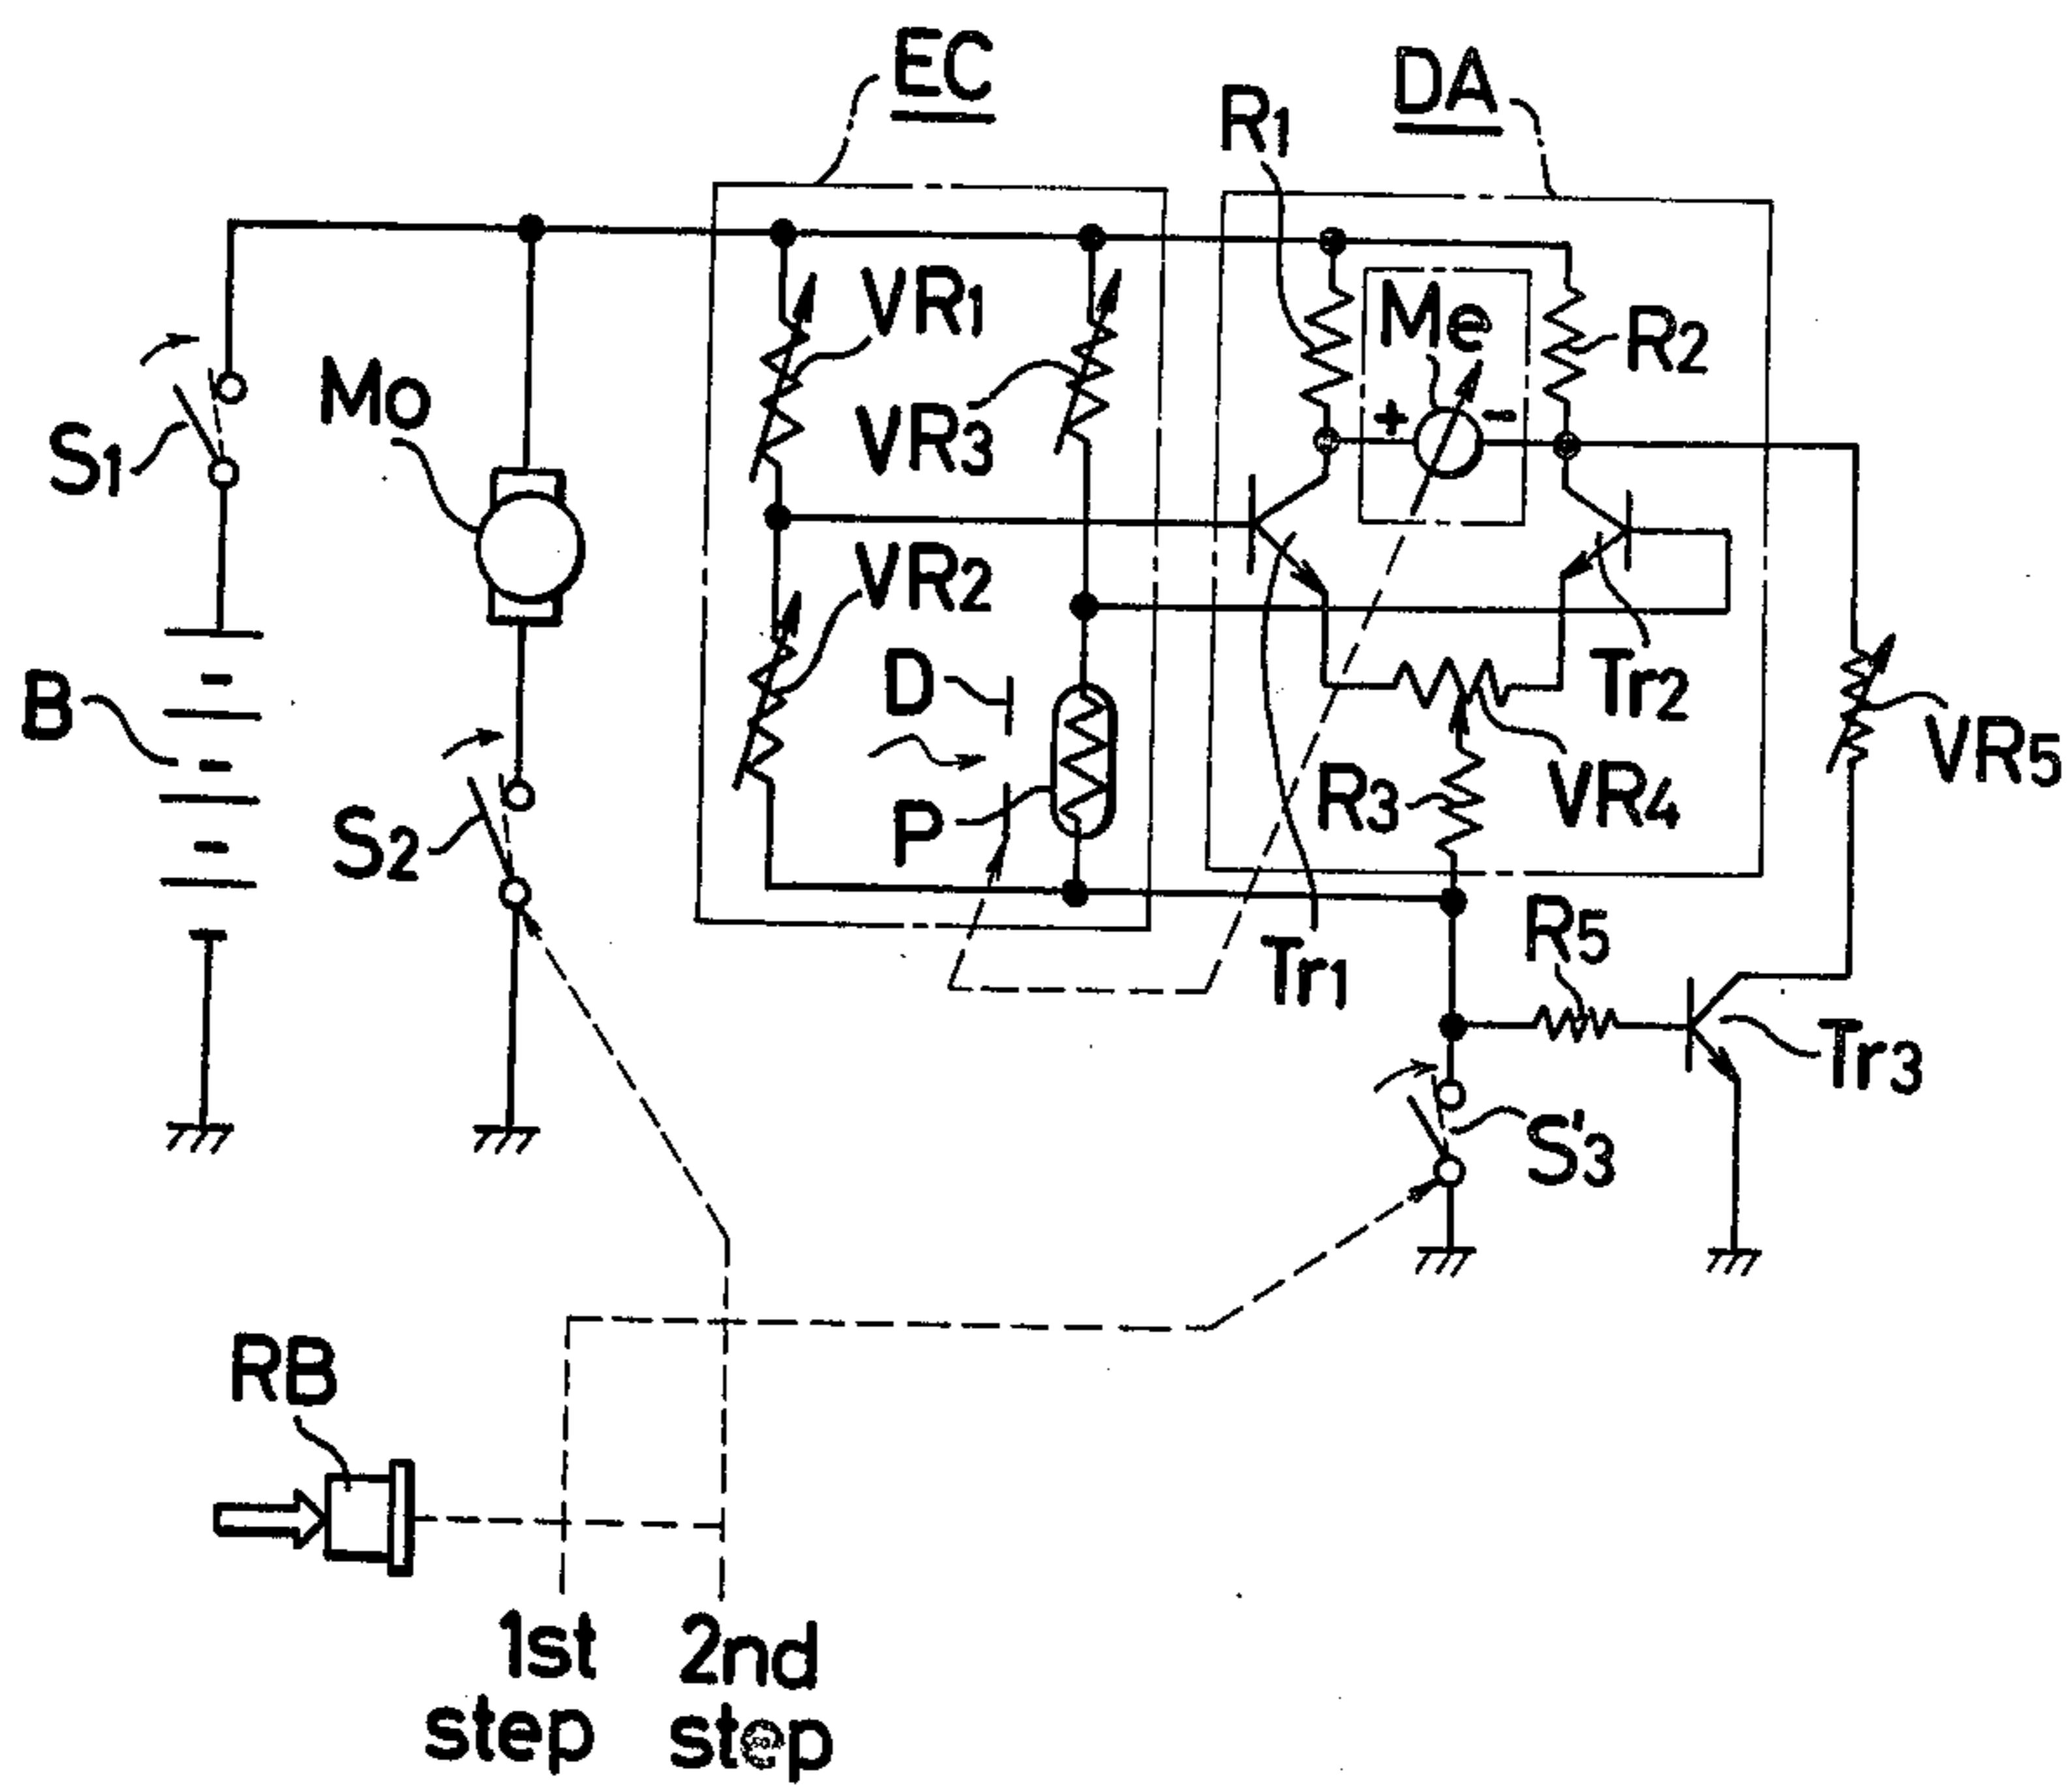 EC
DA
R1
VR1
Me
R2
+
-
Mo
S1
VR3
VR2
D
Tr2
B
VR5
S2
P
R3
VR4
R5
Tr1
Tr3
S'3
RB
1st
step
2nd
step